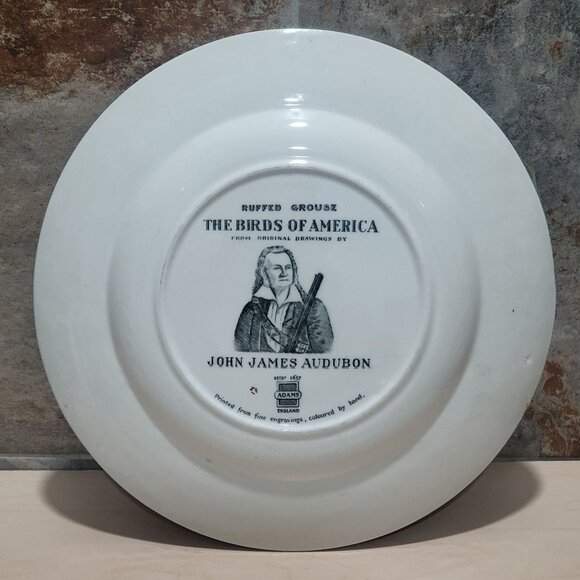 RUFFED GROUSE
THE BIRDS OF AMERICA
FROM ORIGINAL DRAWINGS BY
JOHN JAMES AUDUBON
ESTBD 1657
ADAMS
ENGLAND
Printed from fine engravings, coloured by hand.